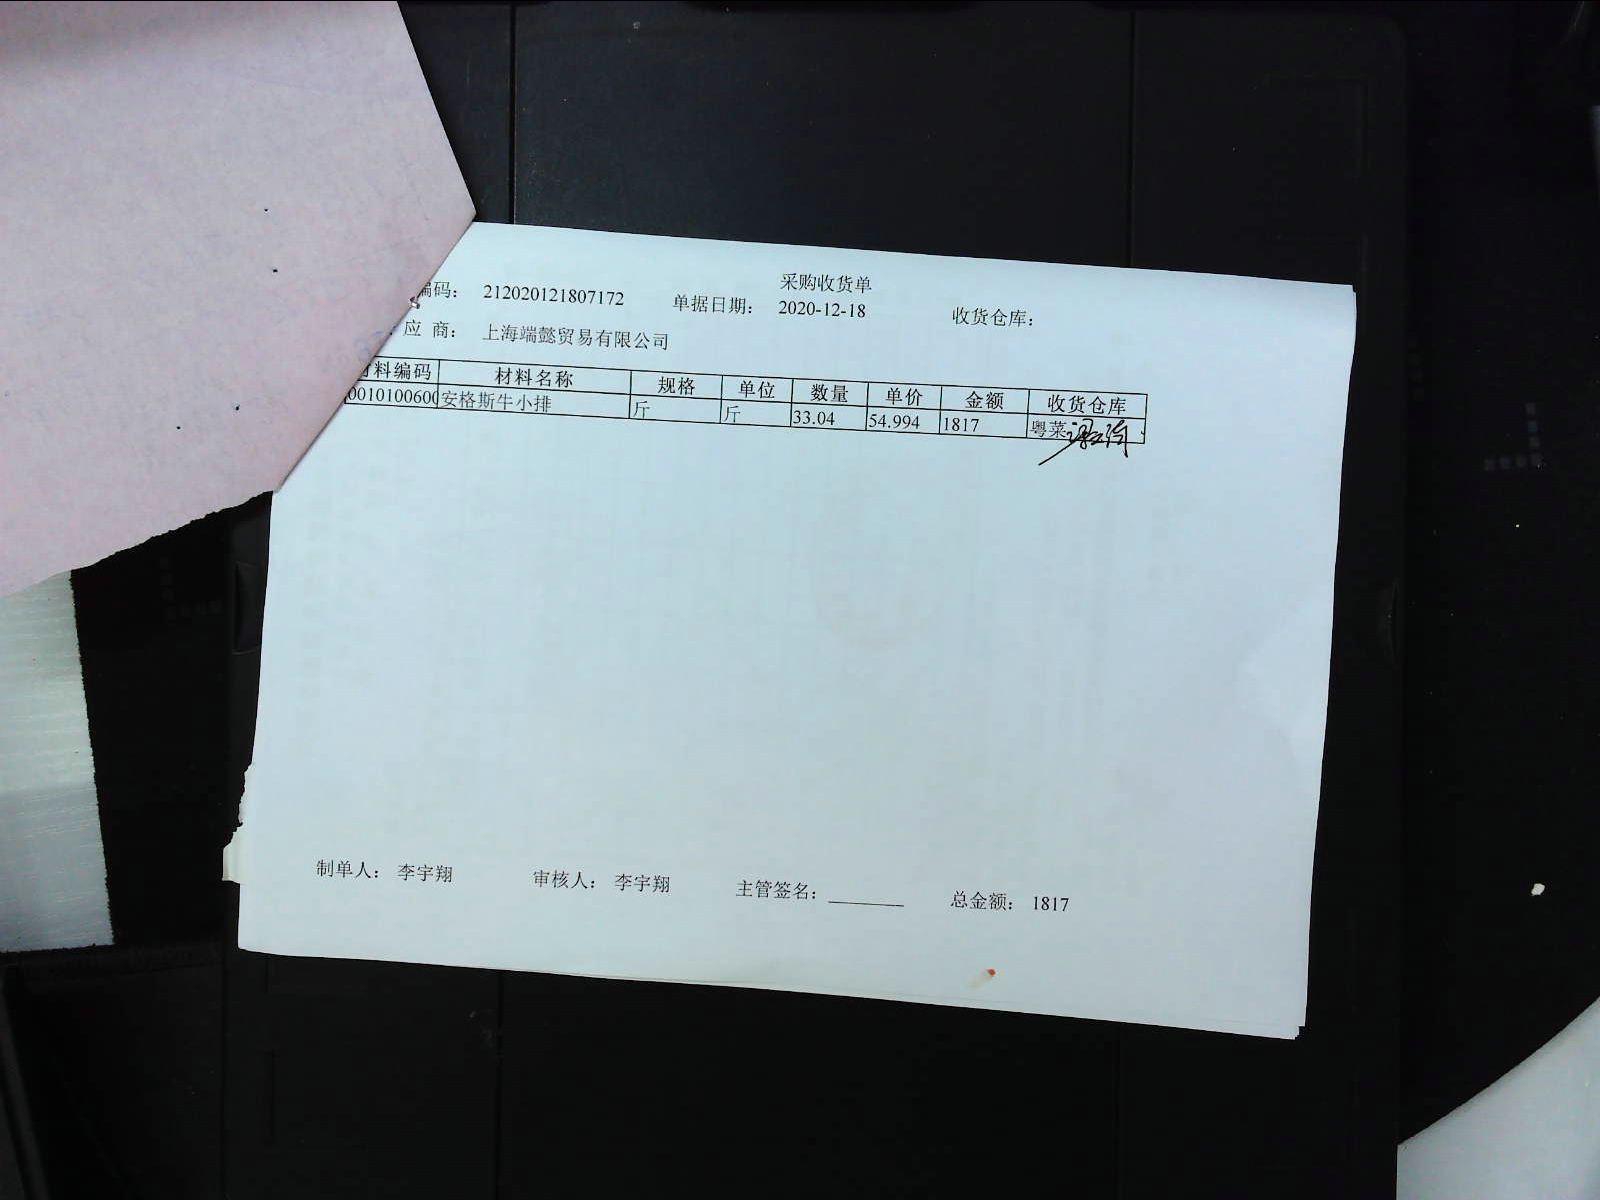 采购收货单
编码： 212020121807172 单据日期： 2020-12-18 收货仓库：
应 商： 上海端懿贸易有限公司
材料编码 材料名称 规格 单位 数量 单价 金额 收货仓库
0010100600 安格斯牛小排 斤 斤 33.04 54.994 1817 粤菜
制单人： 李宇翔 审核人： 李宇翔 主管签名：________ 总金额： 1817